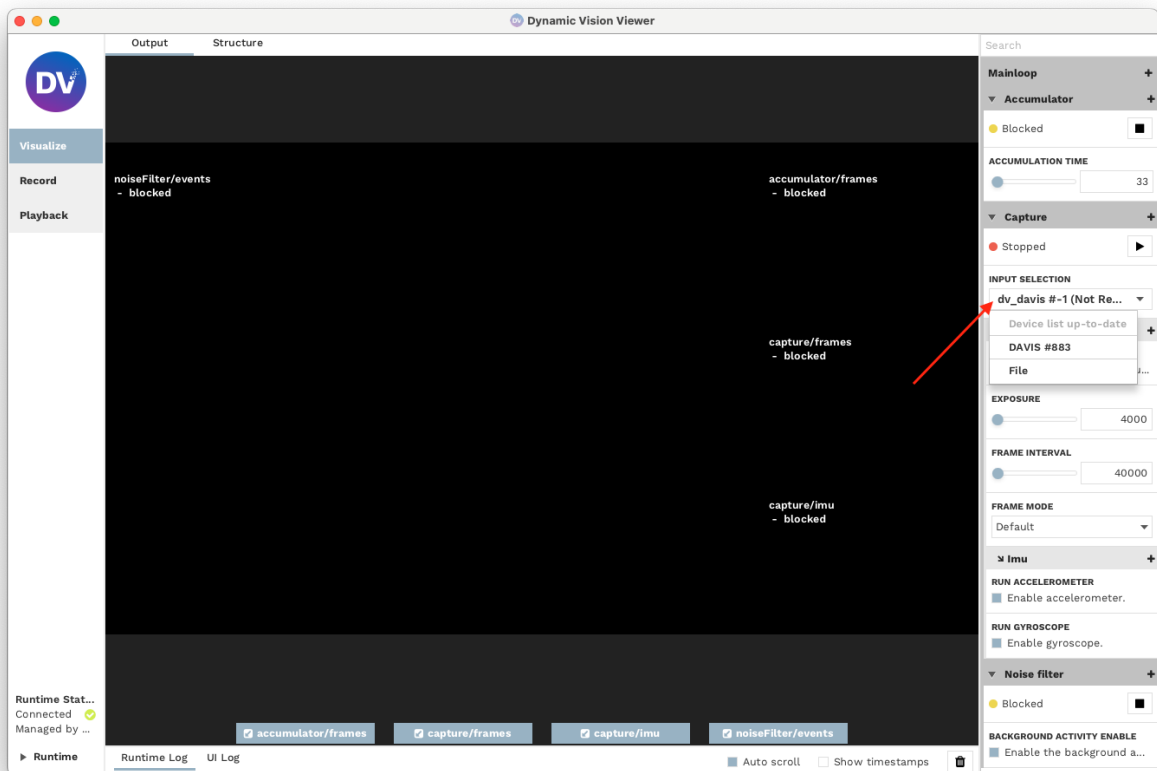 DV Dynamic Vision Viewer
DV
Visualize
Record
Playback
Runtime Stat...
Connected
Managed by ...
Runtime
Output Structure
noiseFilter/events
- blocked
accumulator/frames
- blocked
capture/frames
- blocked
capture/imu
- blocked
accumulator/frames capture/frames capture/imu noiseFilter/events
Runtime Log UI Log Auto scroll Show timestamps
Search
Mainloop +
Accumulator +
Blocked
ACCUMULATION TIME
33
Capture +
Stopped
INPUT SELECTION
dv_davis #-1 (Not Re...
Device list up-to-date +
DAVIS #883
File
EXPOSURE
4000
FRAME INTERVAL
40000
FRAME MODE
Default
Imu +
RUN ACCELEROMETER
Enable accelerometer.
RUN GYROSCOPE
Enable gyroscope.
Noise filter +
Blocked
BACKGROUND ACTIVITY ENABLE
Enable the background a...